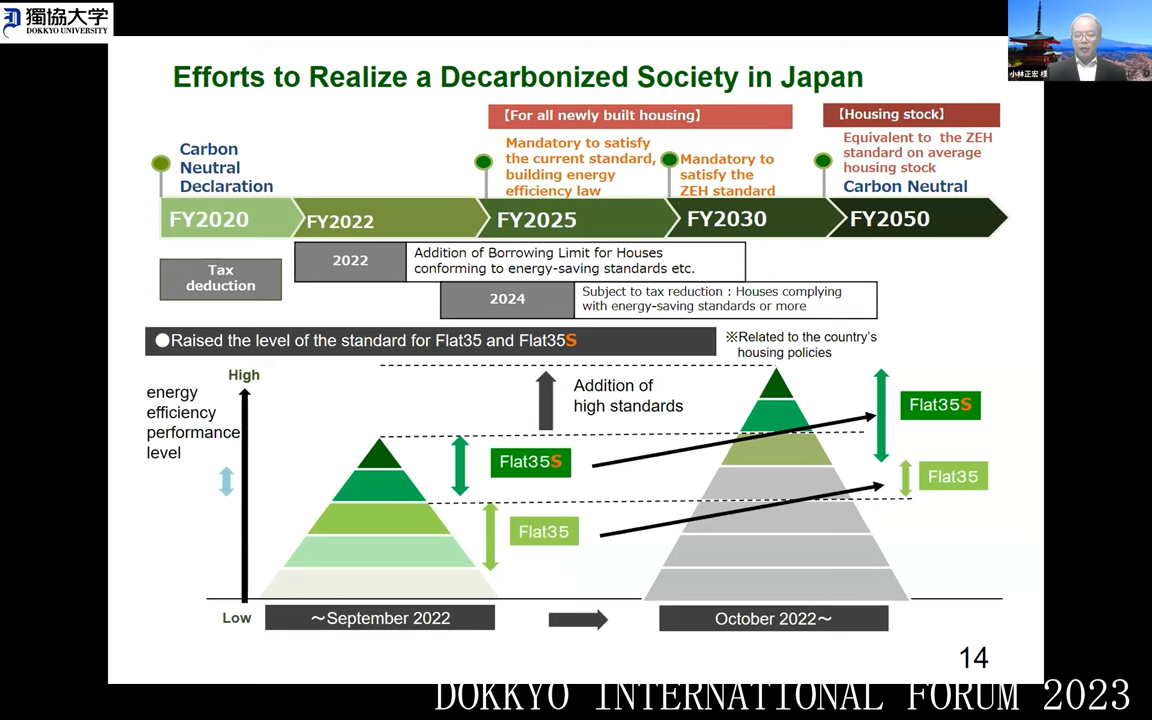 獨協大学
DOKKYO UNIVERSITY
小林正宏 様
Efforts to Realize a Decarbonized Society in Japan
【For all newly built housing】
【Housing stock】
Carbon
Neutral
Declaration
Mandatory to satisfy
the current standard,
building energy
efficiency law
Mandatory to
satisfy the
ZEH standard
Equivalent to the ZEH
standard on average
housing stock
Carbon Neutral
FY2020
FY2022
FY2025
FY2030
FY2050
Tax
deduction
2022
Addition of Borrowing Limit for Houses
conforming to energy-saving standards etc.
2024
Subject to tax reduction：Houses complying
with energy-saving standards or more
●Raised the level of the standard for Flat35 and Flat35S
※Related to the country's
housing policies
High
energy
efficiency
performance
level
Low
Flat35S
Flat35
Addition of
high standards
Flat35S
Flat35
～September 2022
October 2022～
14
DOKKYO INTERNATIONAL FORUM 2023